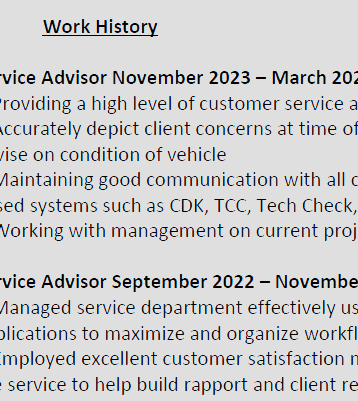 Work History
rvice Advisor November 2023 – March 202
Providing a high level of customer service a
Accurately depict client concerns at time of
vise on condition of vehicle
Maintaining good communication with all c
sed systems such as CDK, TCC, Tech Check,
Working with management on current proj
rvice Advisor September 2022 – Novembe
Managed service department effectively us
plications to maximize and organize workfl
Employed excellent customer satisfaction m
e service to help build rapport and client re